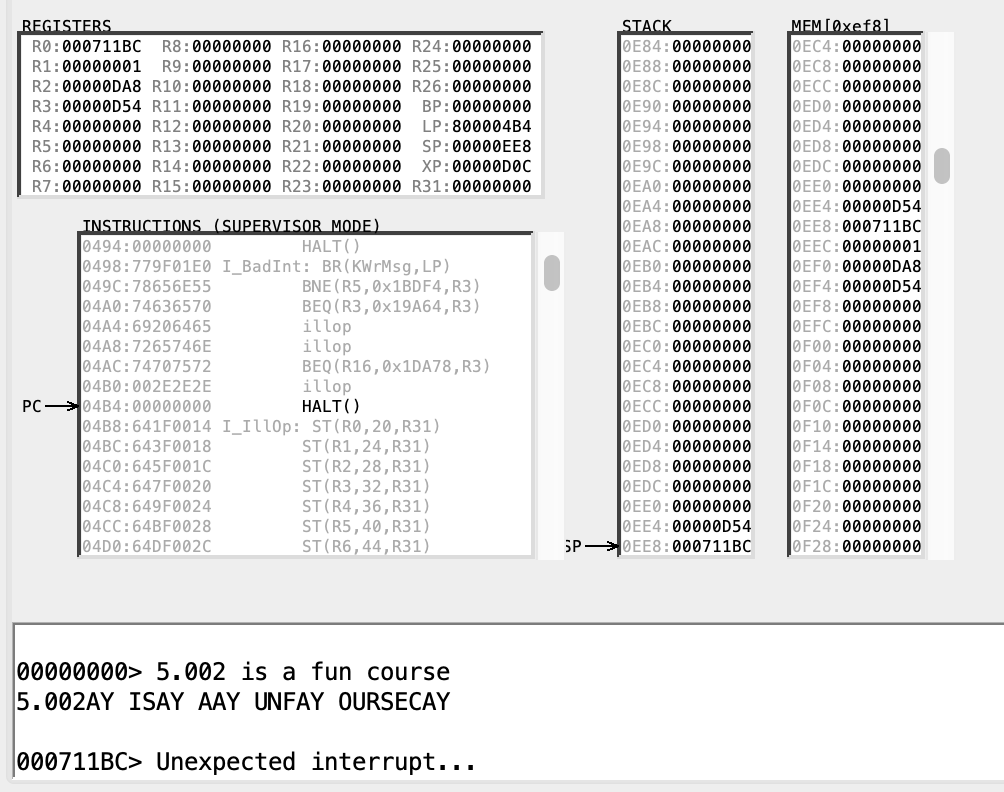 REGISTERS
R0:000711BC R8:00000000 R16:00000000 R24:00000000
R1:00000001 R9:00000000 R17:00000000 R25:00000000
R2:00000DA8 R10:00000000 R18:00000000 R26:00000000
R3:00000D54 R11:00000000 R19:00000000 BP:00000000
R4:00000000 R12:00000000 R20:00000000 LP:800004B4
R5:00000000 R13:00000000 R21:00000000 SP:00000EE8
R6:00000000 R14:00000000 R22:00000000 XP:00000D0C
R7:00000000 R15:00000000 R23:00000000 R31:00000000
INSTRUCTIONS (SUPERVISOR MODE)
0494:00000000 HALT()
0498:779F01E0 I_BadInt: BR(KWrMsg,LP)
049C:78656E55 BNE(R5,0x1BDF4,R3)
04A0:74636570 BEQ(R3,0x19A64,R3)
04A4:69206465 illop
04A8:7265746E illop
04AC:74707572 BEQ(R16,0x1DA78,R3)
04B0:002E2E2E illop
PC 04B4:00000000 HALT()
04B8:641F0014 I_IllOp: ST(R0,20,R31)
04BC:643F0018 ST(R1,24,R31)
04C0:645F001C ST(R2,28,R31)
04C4:647F0020 ST(R3,32,R31)
04C8:649F0024 ST(R4,36,R31)
04CC:64BF0028 ST(R5,40,R31)
04D0:64DF002C ST(R6,44,R31)
STACK
0E84:00000000
0E88:00000000
0E8C:00000000
0E90:00000000
0E94:00000000
0E98:00000000
0E9C:00000000
0EA0:00000000
0EA4:00000000
0EA8:00000000
0EAC:00000000
0EB0:00000000
0EB4:00000000
0EB8:00000000
0EBC:00000000
0EC0:00000000
0EC4:00000000
0EC8:00000000
0ECC:00000000
0ED0:00000000
0ED4:00000000
0ED8:00000000
0EDC:00000000
0EE0:00000000
0EE4:00000D54
SP 0EE8:000711BC
MEM[0xef8]
0EC4:00000000
0EC8:00000000
0ECC:00000000
0ED0:00000000
0ED4:00000000
0ED8:00000000
0EDC:00000000
0EE0:00000000
0EE4:00000D54
0EE8:000711BC
0EEC:00000001
0EF0:00000DA8
0EF4:00000D54
0EF8:00000000
0EFC:00000000
0F00:00000000
0F04:00000000
0F08:00000000
0F0C:00000000
0F10:00000000
0F14:00000000
0F18:00000000
0F1C:00000000
0F20:00000000
0F24:00000000
0F28:00000000
00000000> 5.002 is a fun course
5.002AY ISAY AAY UNFAY OURSECAY
000711BC> Unexpected interrupt...